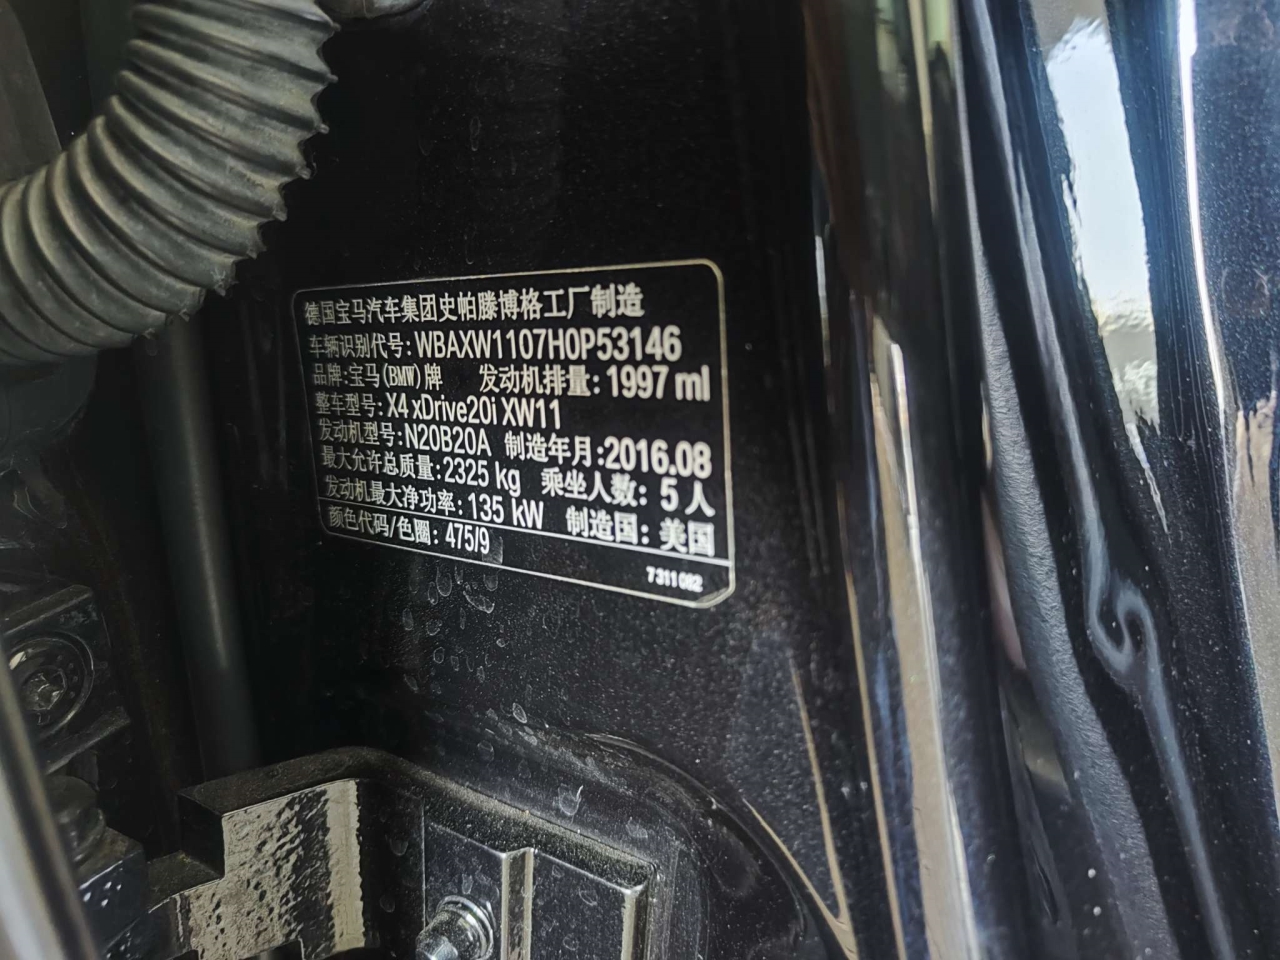 德国宝马汽车集团史帕滕博格工厂制造
车辆识别代号: WBAXW1107H0P53146
品牌: 宝马(BMW)牌 发动机排量: 1997 ml
整车型号: X4 xDrive20i XW11
发动机型号: N20B20A 制造年月: 2016.08
最大允许总质量: 2325 kg 乘坐人数: 5 人
发动机最大净功率: 135 kW 制造国: 美国
颜色代码/色圈: 475/9
7311082